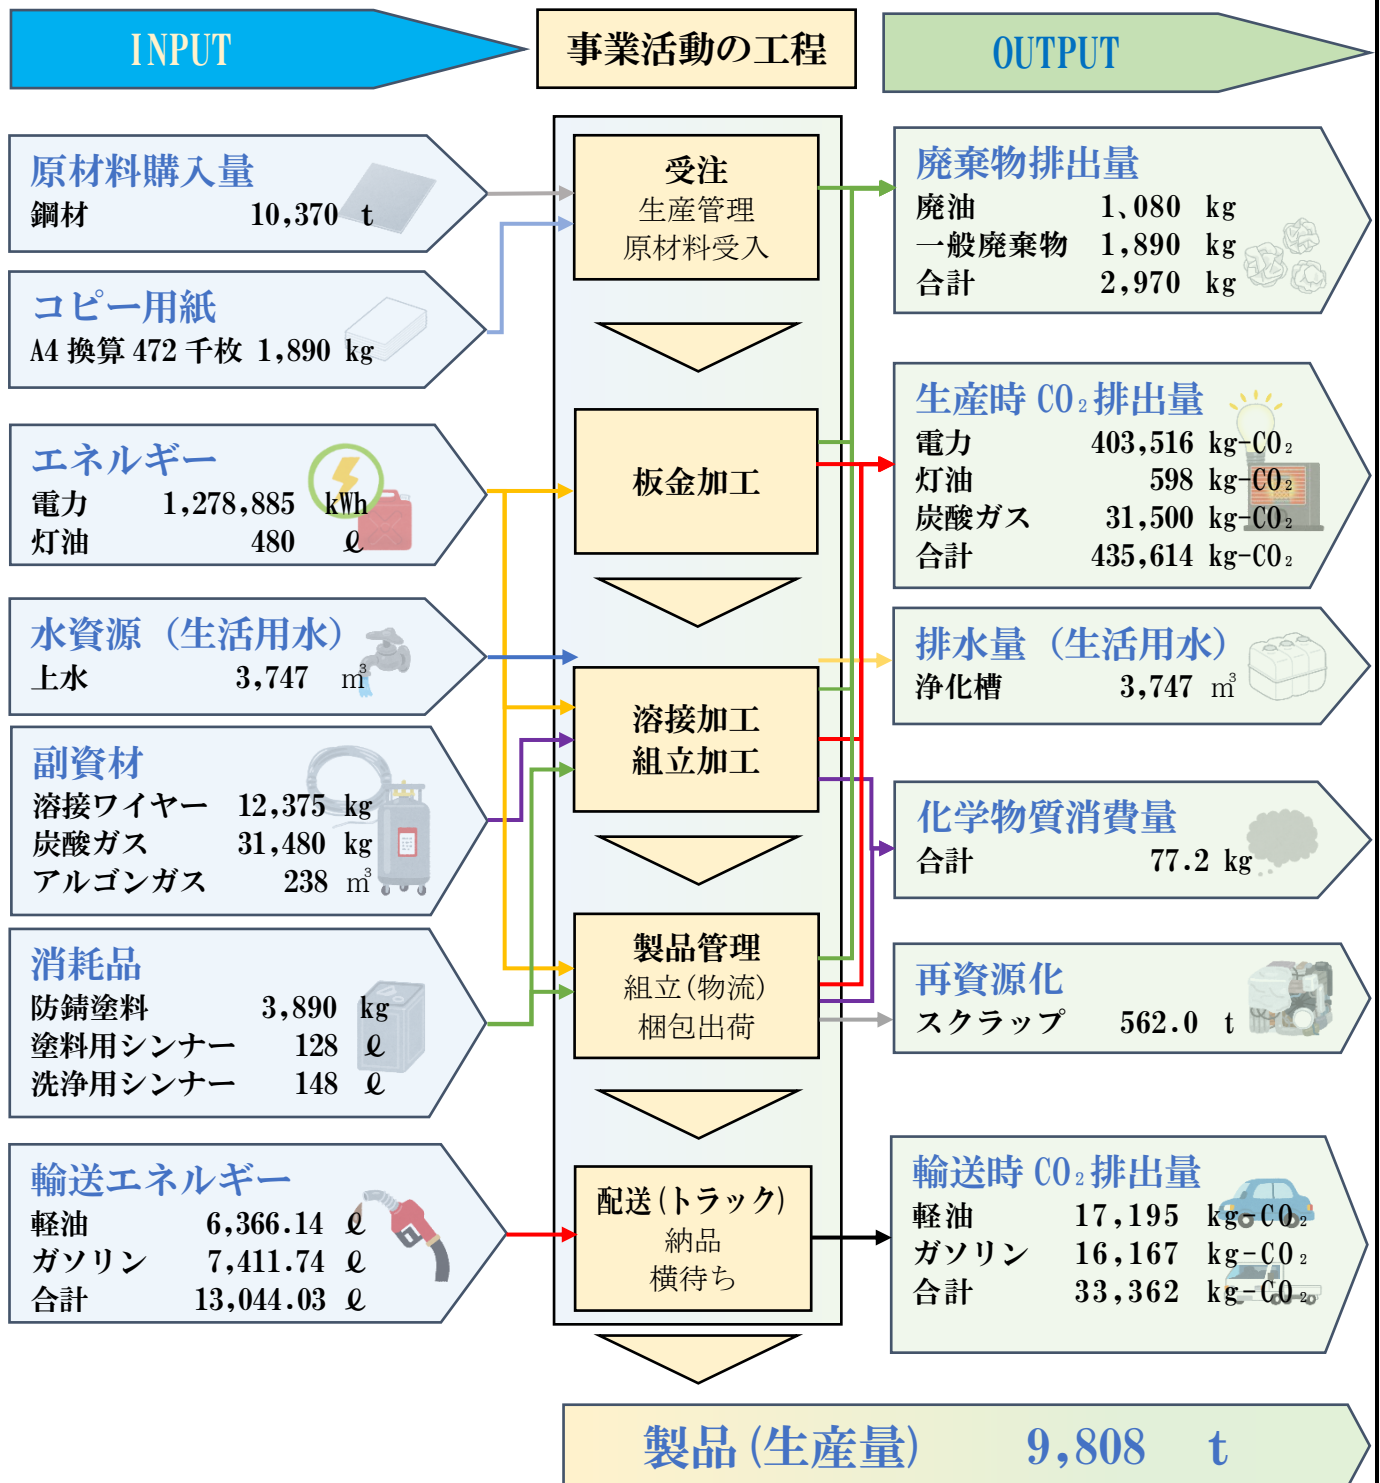 INPUT
事業活動の工程
OUTPUT
原材料購入量
鋼材 10,370 t
コピー用紙
A4 換算 472 千枚 1,890 kg
エネルギー
電力 1,278,885 kWh
灯油 480 ℓ
水資源（生活用水）
上水 3,747 ㎥
副資材
溶接ワイヤー 12,375 kg
炭酸ガス 31,480 kg
アルゴンガス 238 ㎥
消耗品
防錆塗料 3,890 kg
塗料用シンナー 128 ℓ
洗浄用シンナー 148 ℓ
輸送エネルギー
軽油 6,366.14 ℓ
ガソリン 7,411.74 ℓ
合計 13,044.03 ℓ
受注
生産管理
原材料受入
板金加工
溶接加工
組立加工
製品管理
組立(物流)
梱包出荷
配送(トラック)
納品
横待ち
廃棄物排出量
廃油 1、080 kg
一般廃棄物 1,890 kg
合計 2,970 kg
生産時 CO₂排出量
電力 403,516 kg-CO₂
灯油 598 kg-CO₂
炭酸ガス 31,500 kg-CO₂
合計 435,614 kg-CO₂
排水量（生活用水）
浄化槽 3,747 ㎥
化学物質消費量
合計 77.2 kg
再資源化
スクラップ 562.0 t
輸送時 CO₂排出量
軽油 17,195 kg-CO₂
ガソリン 16,167 kg-CO₂
合計 33,362 kg-CO₂
製品(生産量) 9,808 t